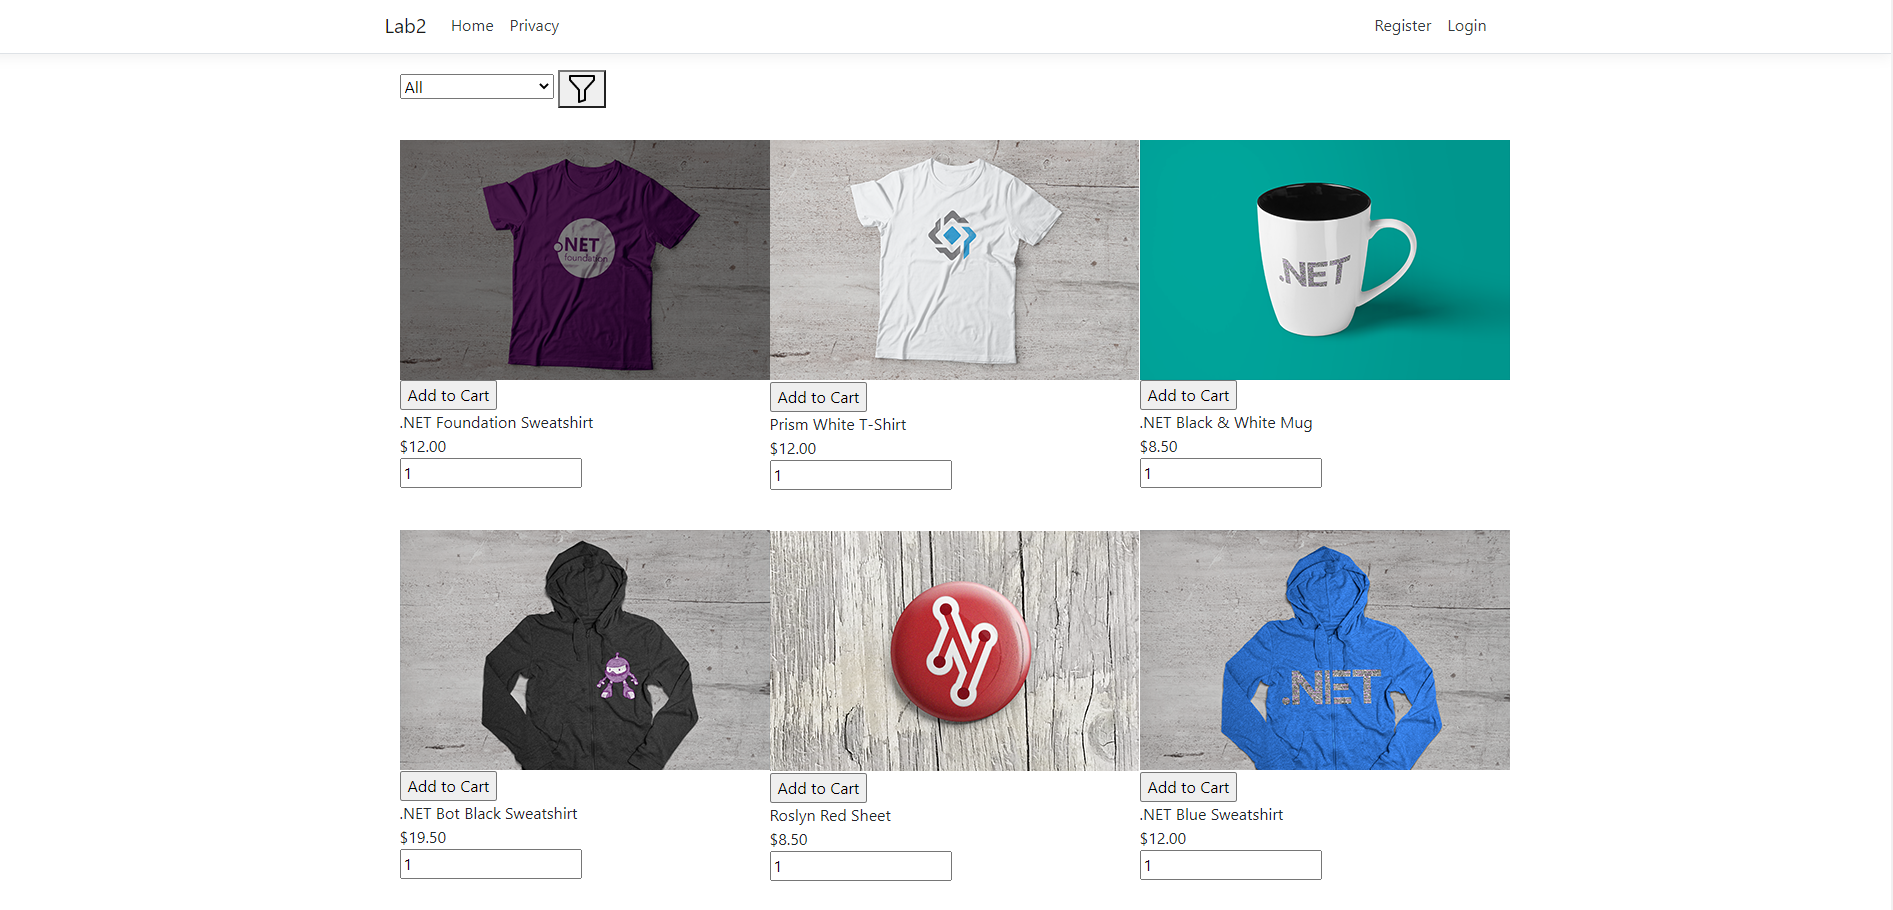 Lab2 Home Privacy Register Login
All
.NET
foundation
.NET
Add to Cart
.NET Foundation Sweatshirt
$12.00
1
Add to Cart
Prism White T-Shirt
$12.00
1
Add to Cart
.NET Black & White Mug
$8.50
1
.NET
Add to Cart
.NET Bot Black Sweatshirt
$19.50
1
Add to Cart
Roslyn Red Sheet
$8.50
1
Add to Cart
.NET Blue Sweatshirt
$12.00
1